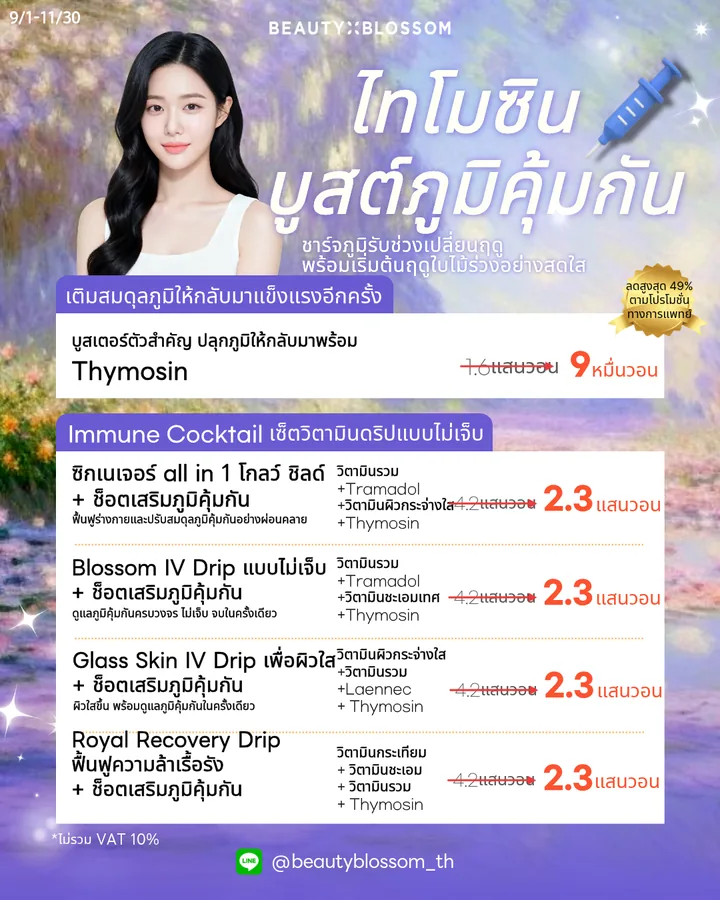 9/1-11/30
BEAUTY BLOSSOM
ไทโมซิน
บูสต์ภูมิคุ้มกัน
ชาร์จภูมิรับช่วงเปลี่ยนฤดู
พร้อมเริ่มต้นฤดูใบไม้ร่วงอย่างสดใส
ลดสูงสุด 49%
ตามโปรโมชั่น
ทางการแพทย์
เติมสมดุลภูมิให้กลับมาแข็งแรงอีกครั้ง
บูสเตอร์ตัวสำคัญ ปลุกภูมิให้กลับมาพร้อม
Thymosin
1.6แสนวอน 9หมื่นวอน
Immune Cocktail เซ็ตวิตามินดริปแบบไม่เจ็บ
ซิกเนเจอร์ all in 1 โกลว์ ชิลด์
+ ช็อตเสริมภูมิคุ้มกัน
ฟื้นฟูร่างกายและปรับสมดุลภูมิคุ้มกันอย่างผ่อนคลาย
วิตามินรวม
+Tramadol
+วิตามินผิวกระจ่างใส
+Thymosin
4.2แสนวอน 2.3แสนวอน
Blossom IV Drip แบบไม่เจ็บ
+ ช็อตเสริมภูมิคุ้มกัน
ดูแลภูมิคุ้มกันครบวงจร ไม่เจ็บ จบในครั้งเดียว
วิตามินรวม
+Tramadol
+วิตามินชะเอมเทศ
+Thymosin
4.2แสนวอน 2.3แสนวอน
Glass Skin IV Drip เพื่อผิวใส
+ ช็อตเสริมภูมิคุ้มกัน
ผิวใสขึ้น พร้อมดูแลภูมิคุ้มกันในครั้งเดียว
วิตามินผิวกระจ่างใส
+วิตามินรวม
+Laennec
+ Thymosin
4.2แสนวอน 2.3แสนวอน
Royal Recovery Drip
ฟื้นฟูความล้าเรื้อรัง
+ ช็อตเสริมภูมิคุ้มกัน
วิตามินกระเทียม
+ วิตามินชะเอม
+ วิตามินรวม
+ Thymosin
4.2แสนวอน 2.3แสนวอน
*ไม่รวม VAT 10%
LINE @beautyblossom_th